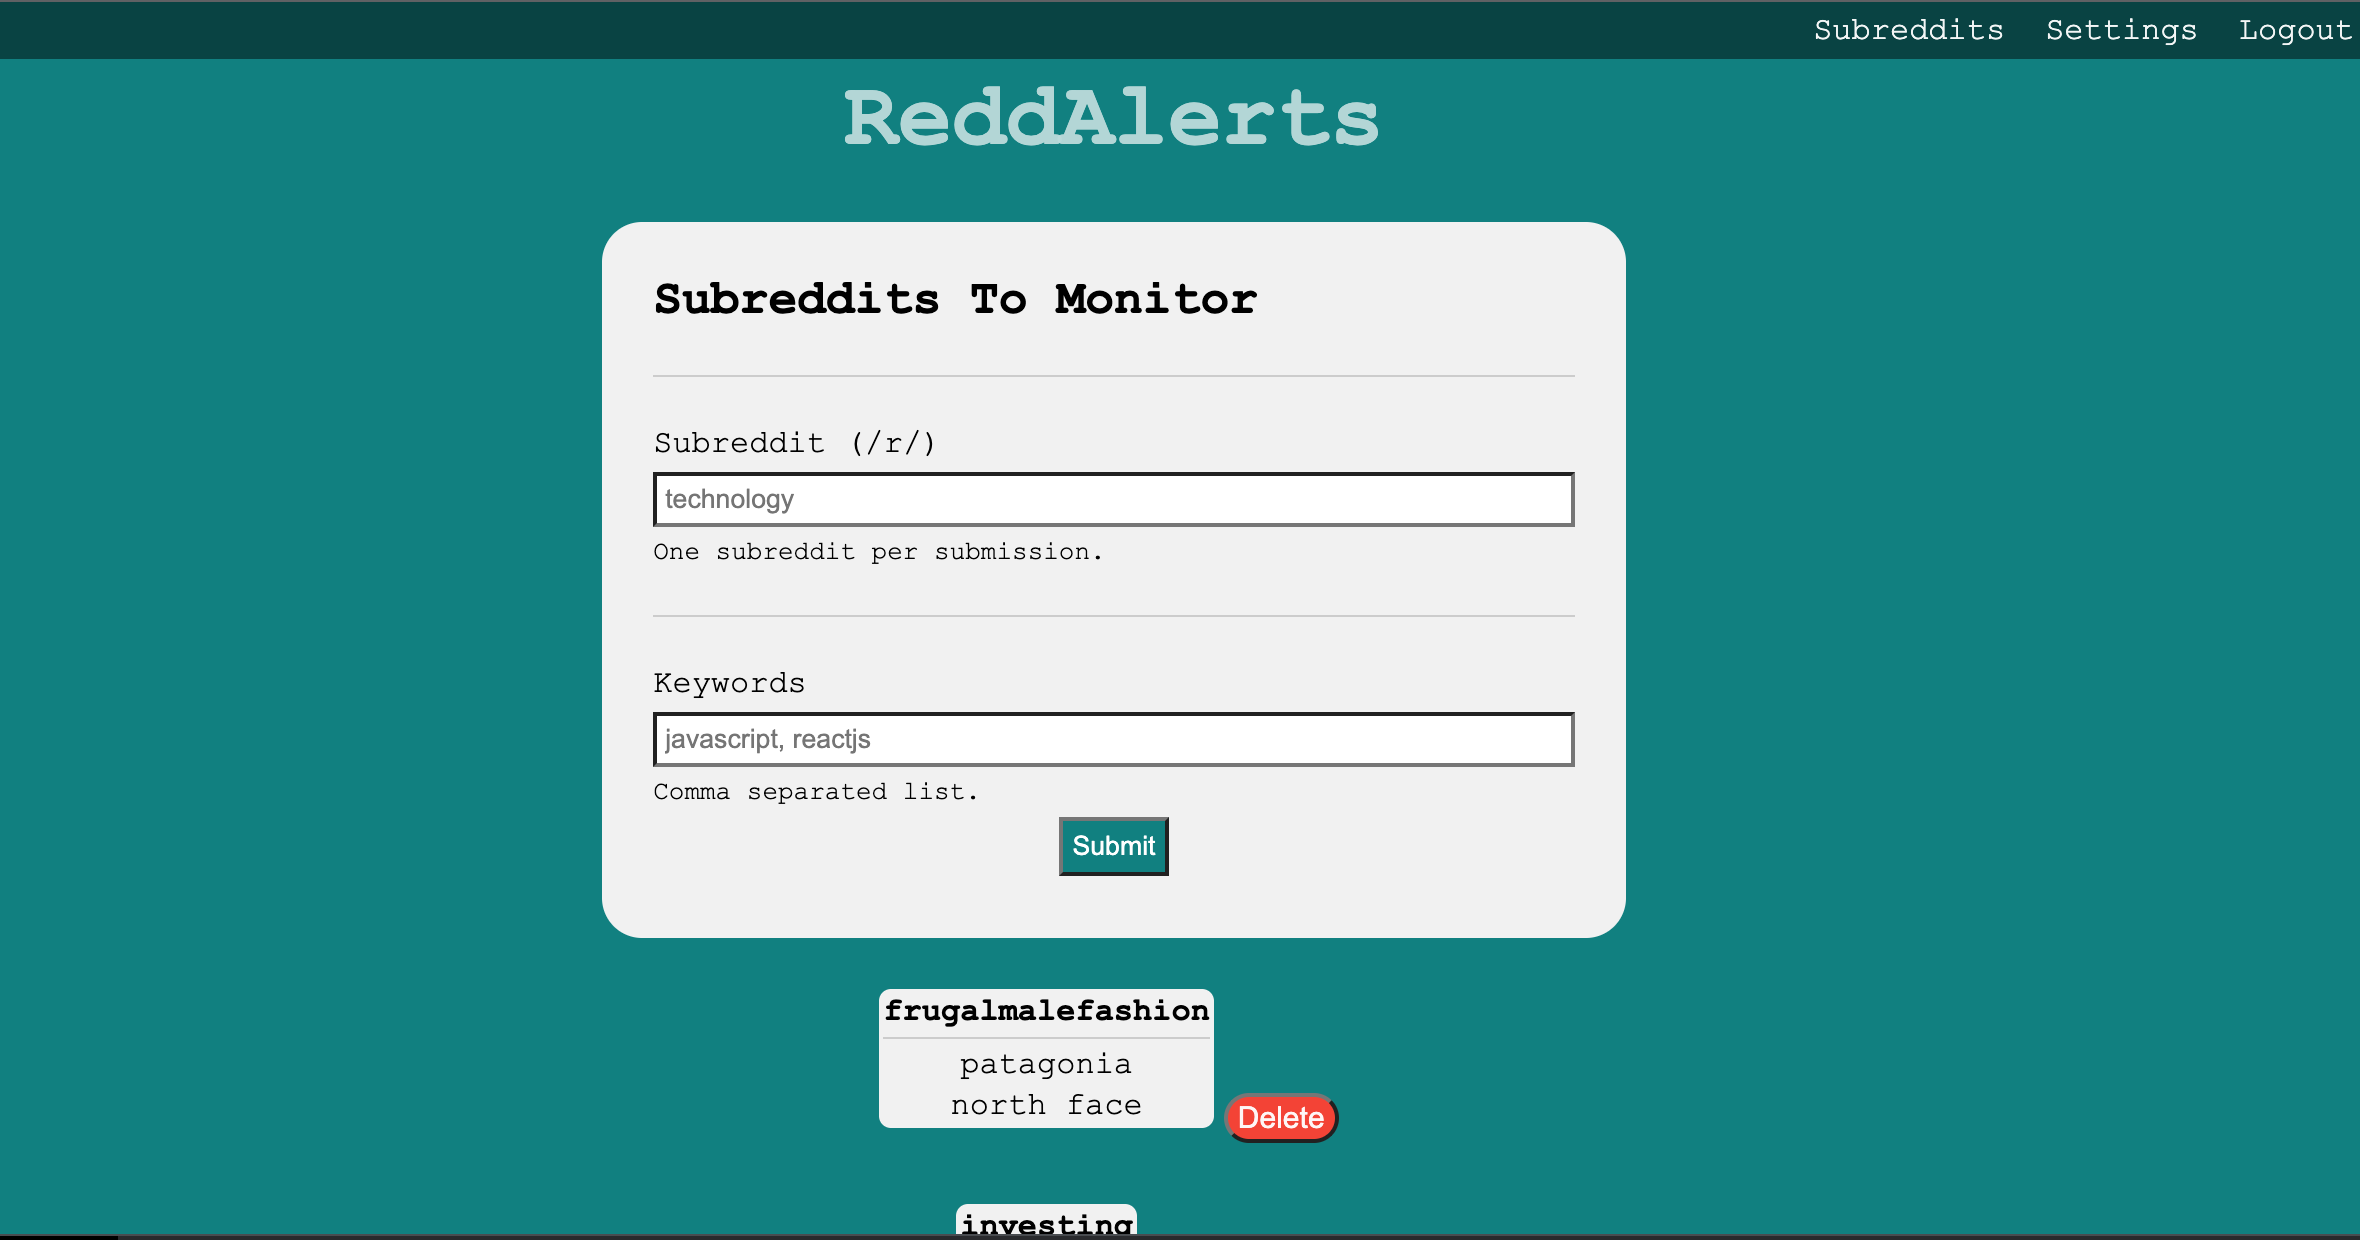 Subreddits Settings Logout
ReddAlerts
Subreddits To Monitor
Subreddit (/r/)
technology
One subreddit per submission.
Keywords
javascript, reactjs
Comma separated list.
Submit
frugalmalefashion
patagonia
north face
Delete
investing